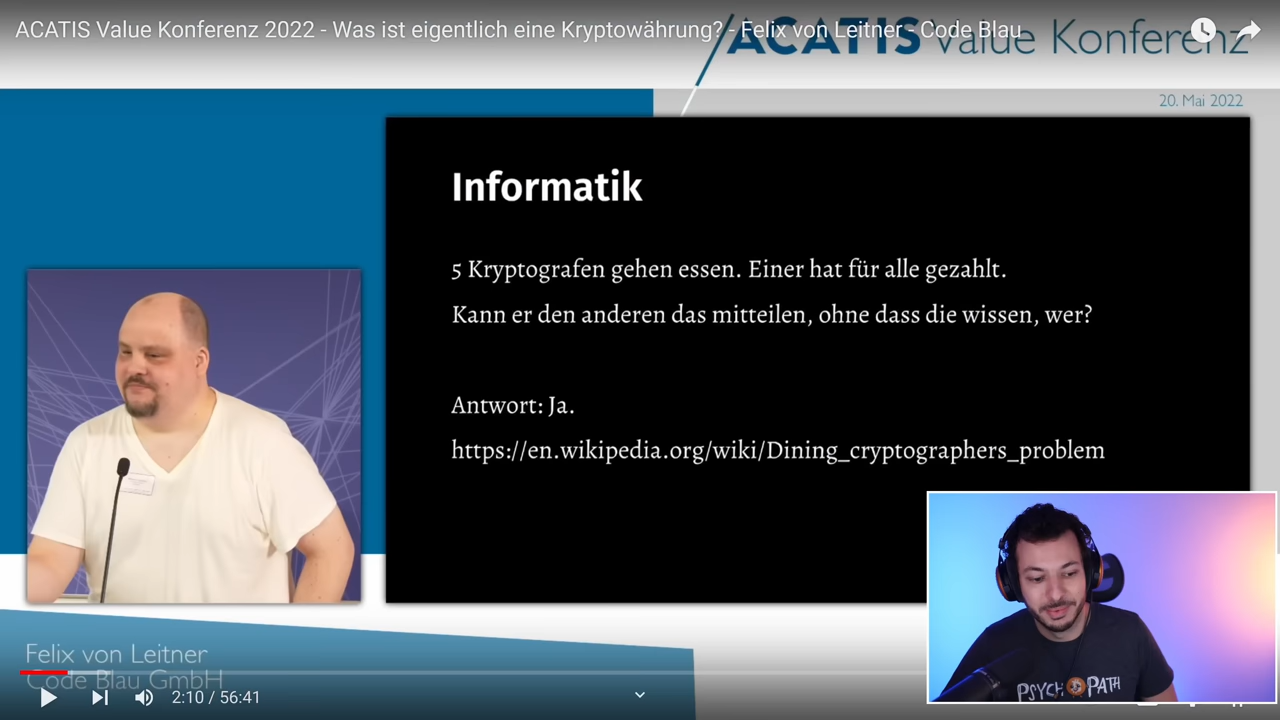 ACATIS Value Konferenz 2022 - Was ist eigentlich eine Kryptowährung? - Felix von Leitner - Code Blau
ACATIS Value Konferenz
20. Mai 2022
Informatik
5 Kryptografen gehen essen. Einer hat für alle gezahlt.
Kann er den anderen das mitteilen, ohne dass die wissen, wer?
Antwort: Ja.
https://en.wikipedia.org/wiki/Dining_cryptographers_problem
PSYCHOPATH
Felix von Leitner
Code Blau GmbH
2:10 / 56:41